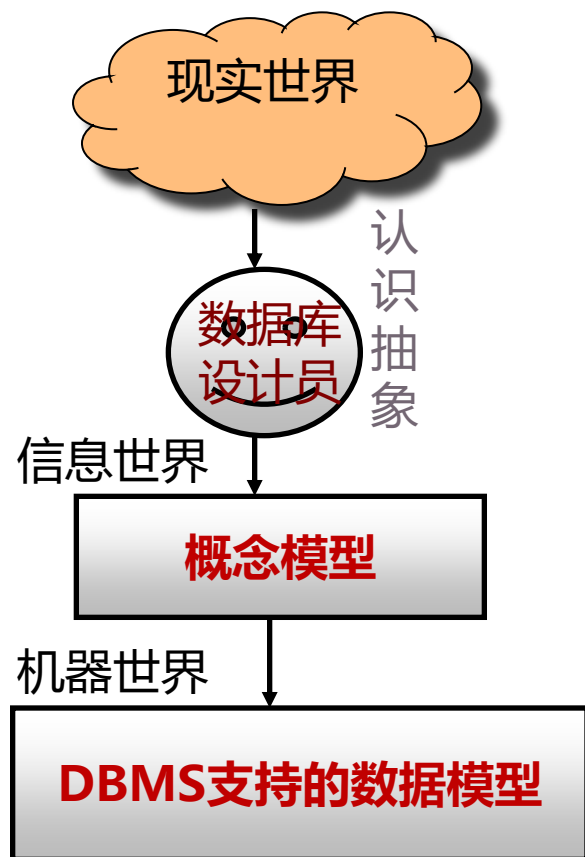 现实世界
认识抽象
数据库
设计员
信息世界
概念模型
机器世界
DBMS支持的数据模型